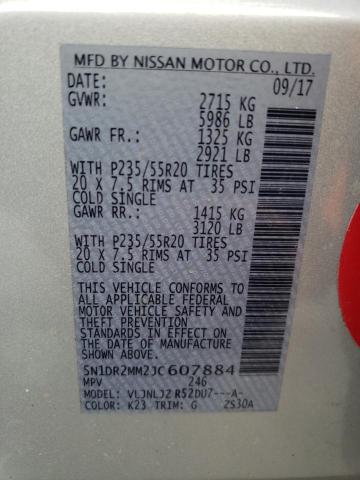 MFD BY NISSAN MOTOR CO., LTD.
DATE: 09/17
GVWR: 2715 KG
5986 LB
GAWR FR.: 1325 KG
2921 LB
WITH P235/55R20 TIRES
20 X 7.5 RIMS AT 35 PSI
COLD SINGLE
GAWR RR.: 1415 KG
3120 LB
WITH P235/55R20 TIRES
20 X 7.5 RIMS AT 35 PSI
COLD SINGLE
THIS VEHICLE CONFORMS TO
ALL APPLICABLE FEDERAL
MOTOR VEHICLE SAFETY
AND THEFT PREVENTION
STANDARDS IN EFFECT ON
THE DATE OF MANUFACTURE
SHOWN ABOVE.
5N1DR2MM2JC607884
MPV 246
MODEL: VLJNLJZ R52DU7---A-
COLOR: K23 TRIM: G ZS30A